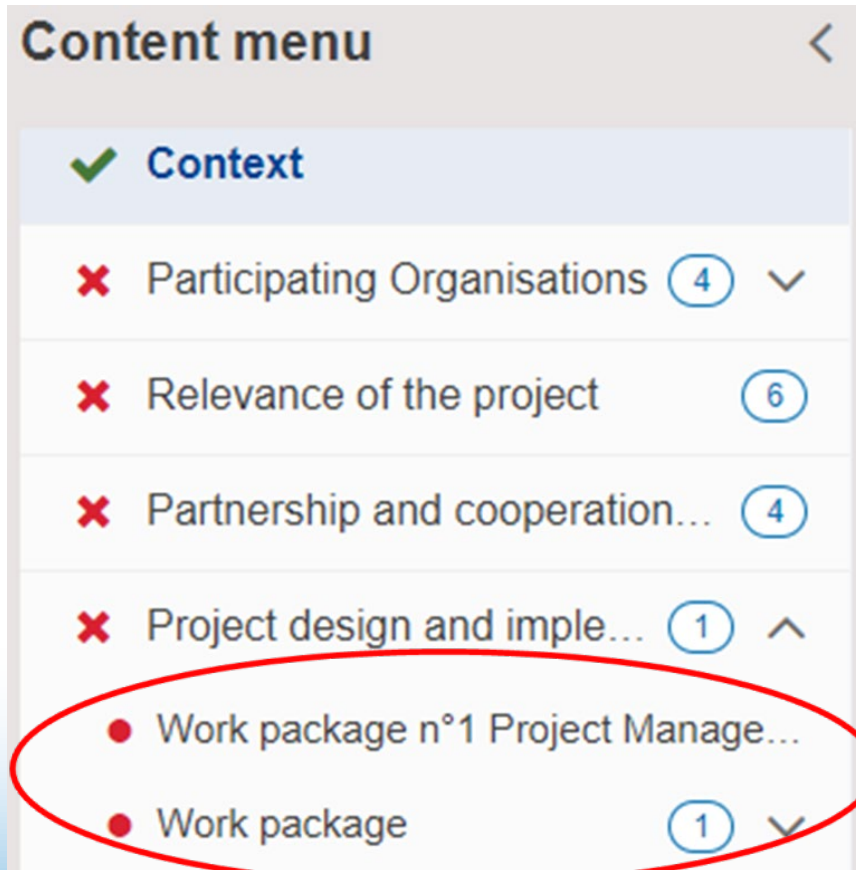 Content menu
Context
Participating Organisations 4
Relevance of the project 6
Partnership and cooperation... 4
Project design and imple... 1
Work package n°1 Project Manage...
Work package 1